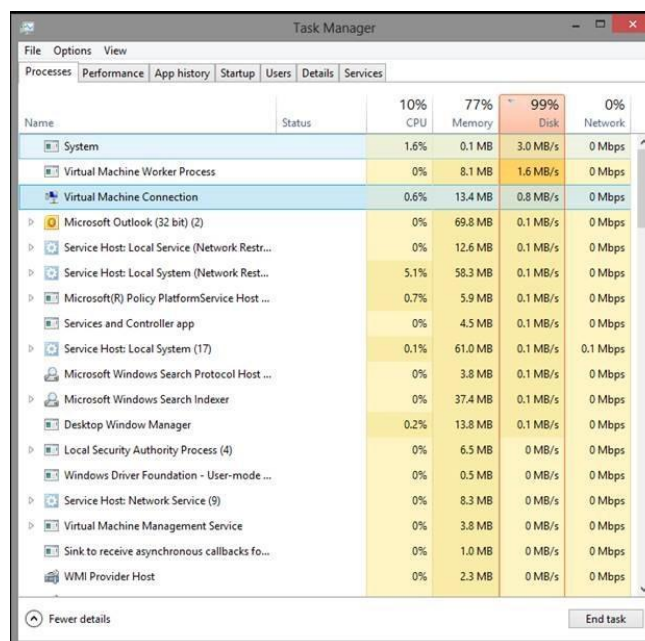 Task Manager
File Options View
Processes Performance App history Startup Users Details Services
10% 77% 99% 0%
Name Status CPU Memory Disk Network
System 1.6% 0.1 MB 3.0 MB/s 0 Mbps
Virtual Machine Worker Process 0% 8.1 MB 1.6 MB/s 0 Mbps
Virtual Machine Connection 0.6% 13.4 MB 0.8 MB/s 0 Mbps
Microsoft Outlook (32 bit) (2) 0% 69.8 MB 0.1 MB/s 0 Mbps
Service Host: Local Service (Network Restr... 0% 12.6 MB 0.1 MB/s 0 Mbps
Service Host: Local System (Network Rest... 5.1% 58.3 MB 0.1 MB/s 0 Mbps
Microsoft(R) Policy PlatformService Host ... 0.7% 5.9 MB 0.1 MB/s 0 Mbps
Services and Controller app 0% 4.5 MB 0.1 MB/s 0 Mbps
Service Host: Local System (17) 0.1% 61.0 MB 0.1 MB/s 0.1 Mbps
Microsoft Windows Search Protocol Host ... 0% 3.8 MB 0.1 MB/s 0 Mbps
Microsoft Windows Search Indexer 0% 37.4 MB 0.1 MB/s 0 Mbps
Desktop Window Manager 0.2% 13.8 MB 0.1 MB/s 0 Mbps
Local Security Authority Process (4) 0% 6.5 MB 0 MB/s 0 Mbps
Windows Driver Foundation - User-mode ... 0% 0.5 MB 0 MB/s 0 Mbps
Service Host: Network Service (9) 0% 8.3 MB 0 MB/s 0 Mbps
Virtual Machine Management Service 0% 3.8 MB 0 MB/s 0 Mbps
Sink to receive asynchronous callbacks fo... 0% 1.0 MB 0 MB/s 0 Mbps
WMI Provider Host 0% 2.3 MB 0 MB/s 0 Mbps
Fewer details End task